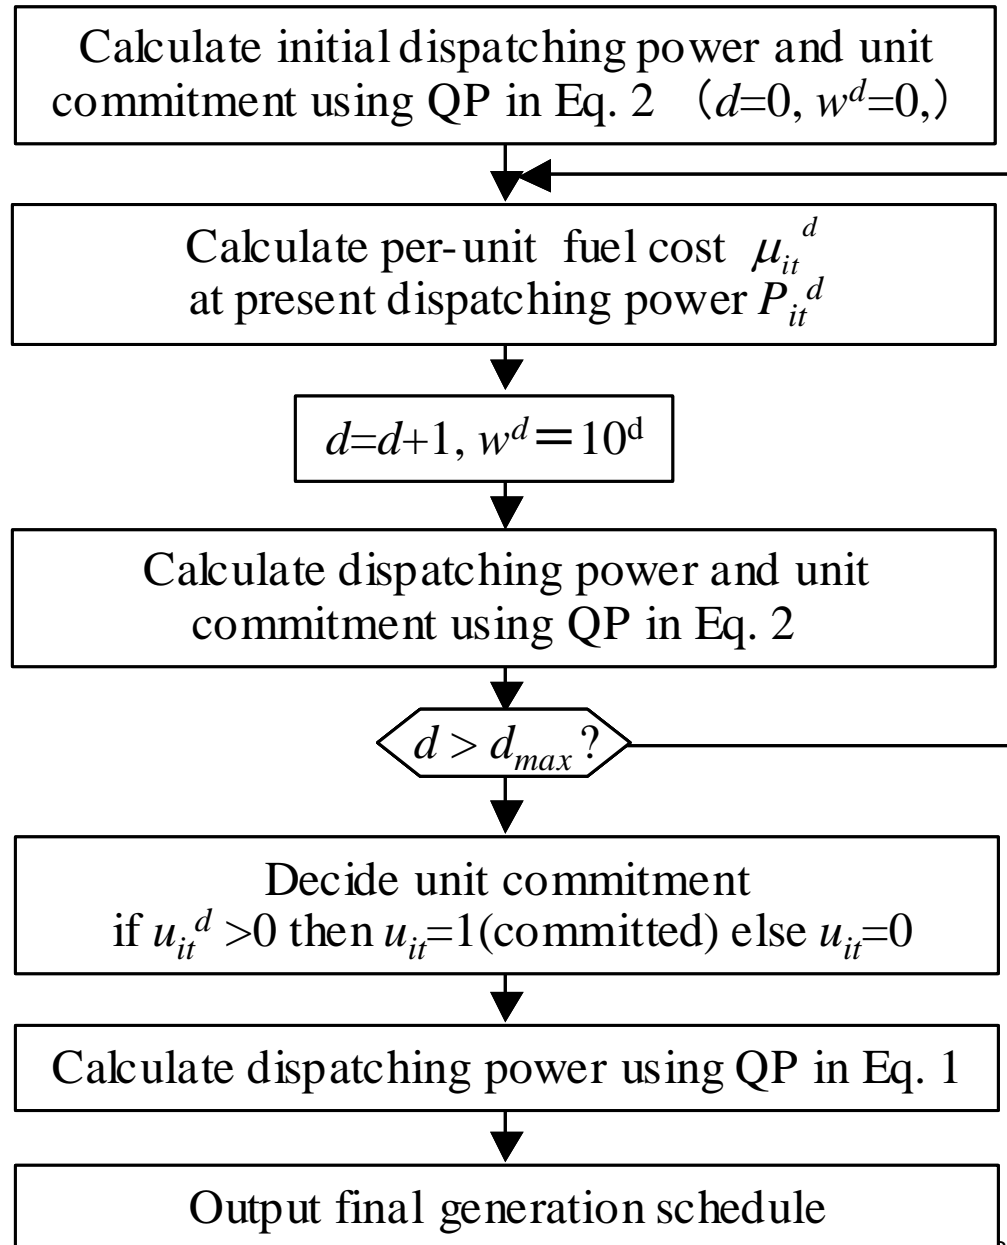 Calculate initial dispatching power and unit
commitment using QP in Eq. 2 （d=0, w^d=0,）
Calculate per-unit fuel cost μ_it^d
at present dispatching power P_it^d
d=d+1, w^d＝10^d
Calculate dispatching power and unit
commitment using QP in Eq. 2
d > d_max ?
Decide unit commitment
if u_it^d >0 then u_it=1(committed) else u_it=0
Calculate dispatching power using QP in Eq. 1
Output final generation schedule